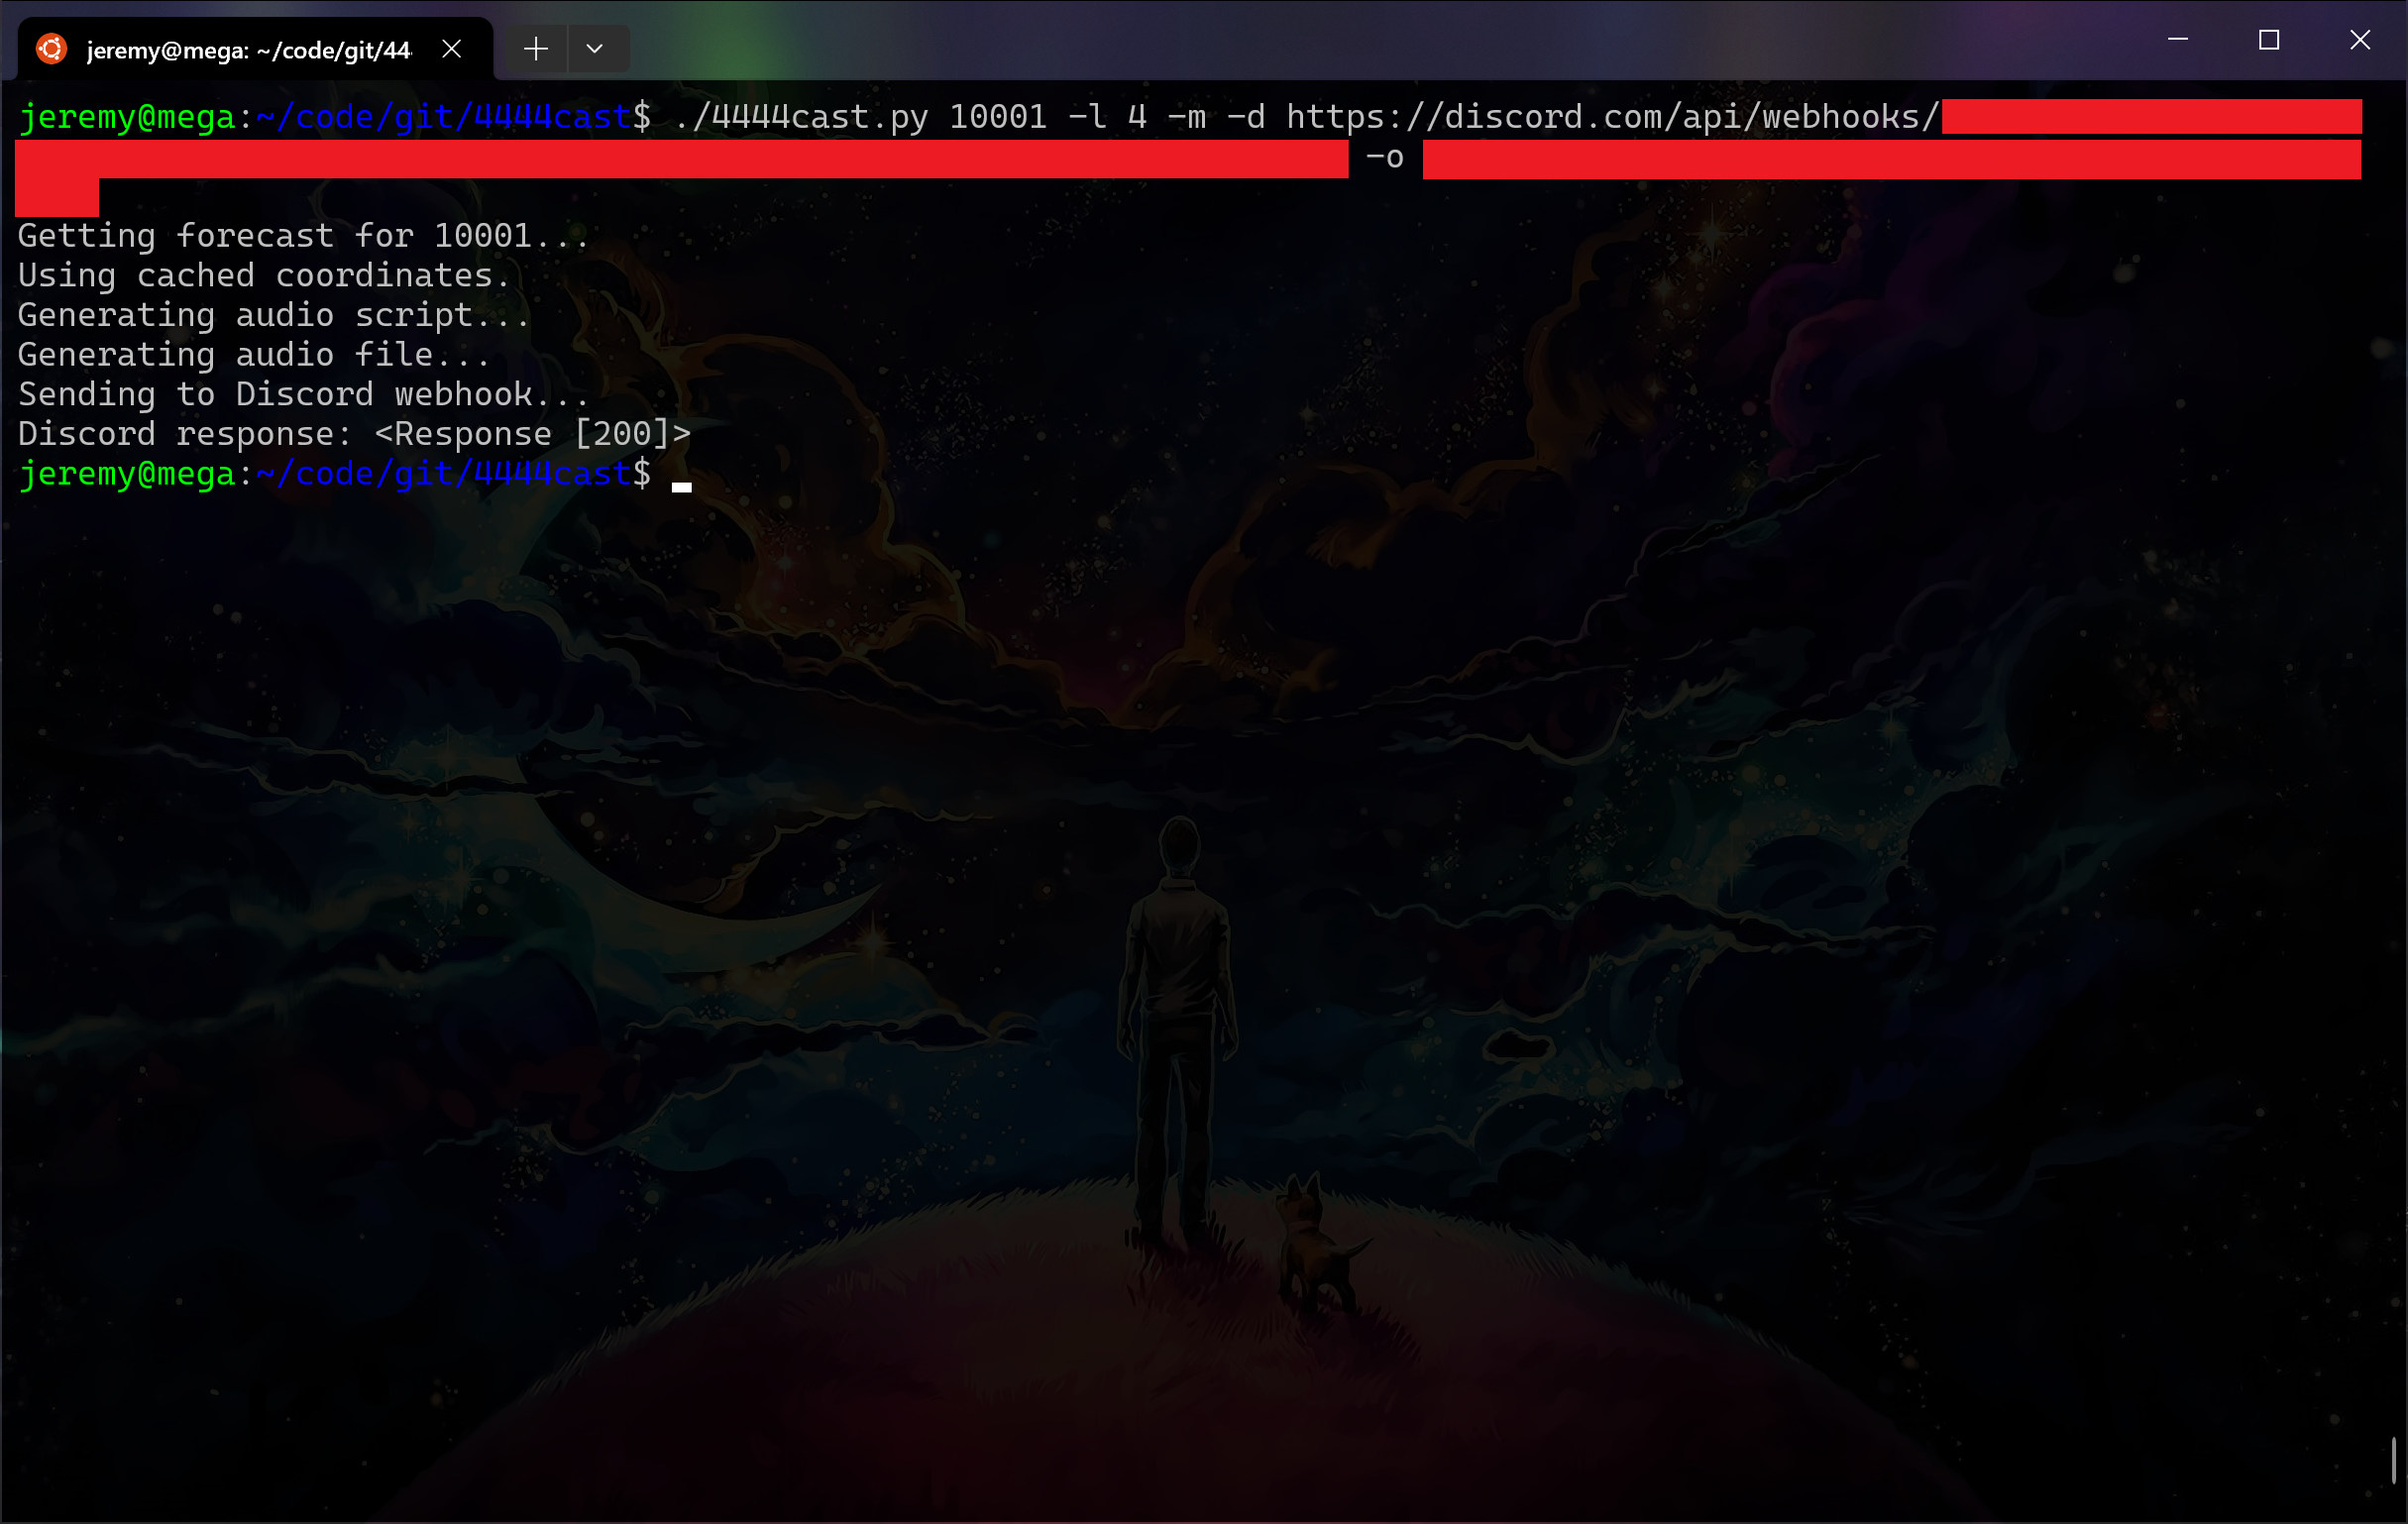 jeremy@mega: ~/code/git/44
jeremy@mega:~/code/git/4444cast$ ./4444cast.py 10001 -l 4 -m -d https://discord.com/api/webhooks/
-o
Getting forecast for 10001...
Using cached coordinates.
Generating audio script...
Generating audio file...
Sending to Discord webhook...
Discord response: <Response [200]>
jeremy@mega:~/code/git/4444cast$